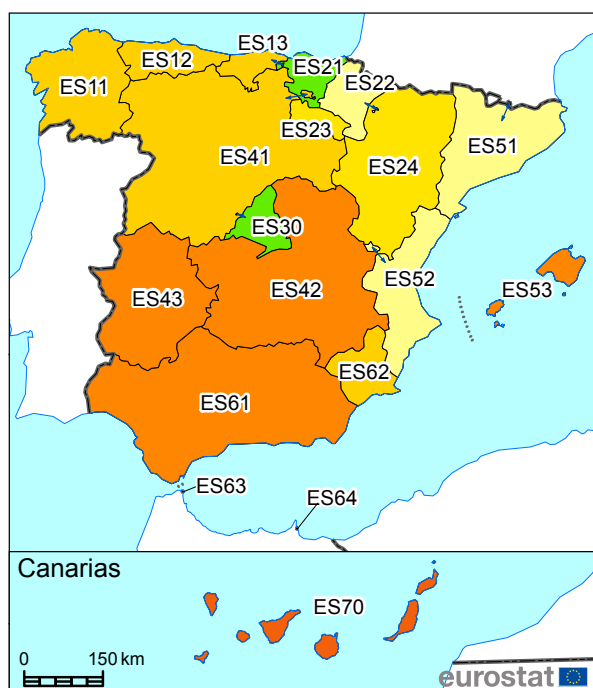 ES13
ES12
ES21
ES11
ES22
ES23
ES51
ES41
ES24
ES30
ES52
ES43
ES42
ES53
ES62
ES61
ES63
ES64
Canarias
ES70
0 150 km
eurostat